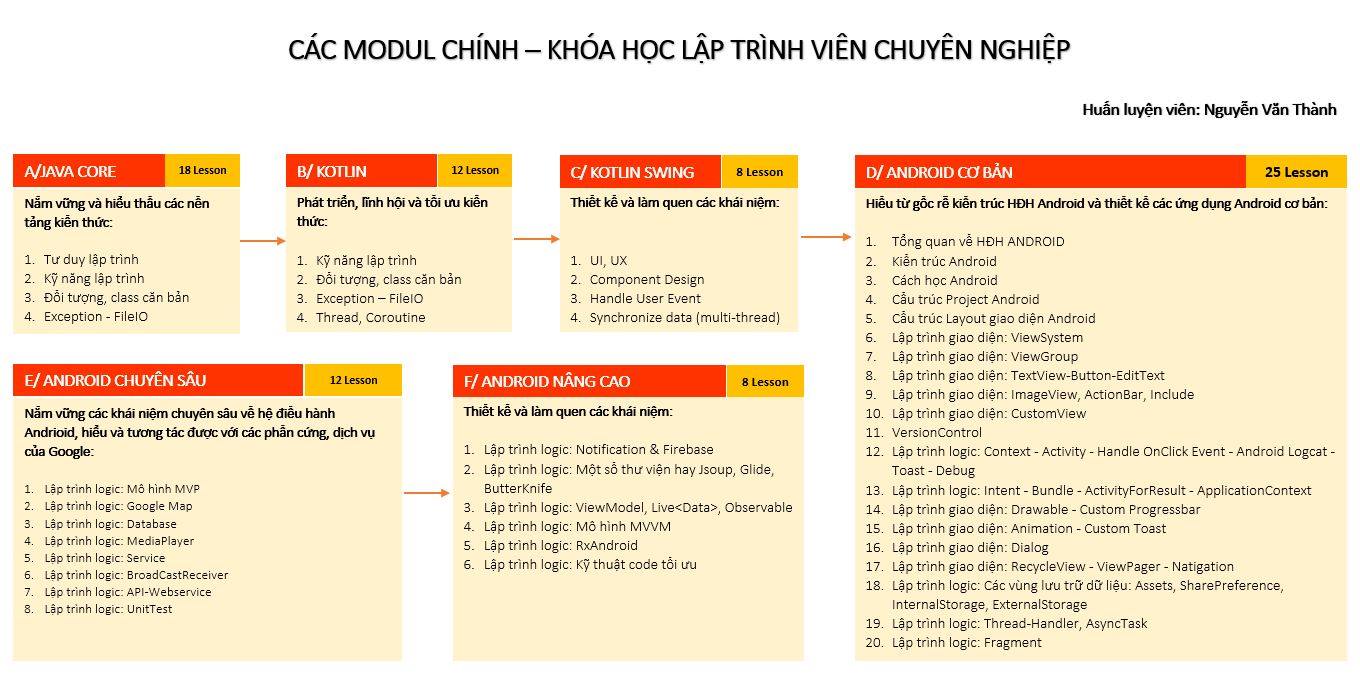 CÁC MODUL CHÍNH – KHÓA HỌC LẬP TRÌNH VIÊN CHUYÊN NGHIỆP
Huấn luyện viên: Nguyễn Văn Thành
A/JAVA CORE
18 Lesson
Nắm vững và hiểu thấu các nền
tảng kiến thức:
1. Tư duy lập trình
2. Kỹ năng lập trình
3. Đối tượng, class căn bản
4. Exception - FileIO
B/ KOTLIN
12 Lesson
Phát triển, lĩnh hội và tối ưu kiến
thức:
1. Kỹ năng lập trình
2. Đối tượng, class căn bản
3. Exception – FileIO
4. Thread, Coroutine
C/ KOTLIN SWING
8 Lesson
Thiết kế và làm quen các khái niệm:
1. UI, UX
2. Component Design
3. Handle User Event
4. Synchronize data (multi-thread)
D/ ANDROID CƠ BẢN
25 Lesson
Hiểu từ gốc rễ kiến trúc HĐH Android và thiết kế các ứng dụng Android cơ bản:
1. Tổng quan về HĐH ANDROID
2. Kiến trúc Android
3. Cách học Android
4. Cấu trúc Project Android
5. Cấu trúc Layout giao diện Android
6. Lập trình giao diện: ViewSystem
7. Lập trình giao diện: ViewGroup
8. Lập trình giao diện: TextView-Button-EditText
9. Lập trình giao diện: ImageView, ActionBar, Include
10. Lập trình giao diện: CustomView
11. VersionControl
12. Lập trình logic: Context - Activity - Handle OnClick Event - Android Logcat -
Toast - Debug
13. Lập trình logic: Intent - Bundle - ActivityForResult - ApplicationContext
14. Lập trình giao diện: Drawable - Custom Progressbar
15. Lập trình giao diện: Animation - Custom Toast
16. Lập trình giao diện: Dialog
17. Lập trình giao diện: RecycleView - ViewPager - Natigation
18. Lập trình logic: Các vùng lưu trữ dữ liệu: Assets, SharePreference,
InternalStorage, ExternalStorage
19. Lập trình logic: Thread-Handler, AsyncTask
20. Lập trình logic: Fragment
E/ ANDROID CHUYÊN SÂU
12 Lesson
Nắm vững các khái niệm chuyên sâu về hệ điều hành
Andrioid, hiểu và tương tác được với các phần cứng, dịch vụ
của Google:
1. Lập trình logic: Mô hình MVP
2. Lập trình logic: Google Map
3. Lập trình logic: Database
4. Lập trình logic: MediaPlayer
5. Lập trình logic: Service
6. Lập trình logic: BroadCastReceiver
7. Lập trình logic: API-Webservice
8. Lập trình logic: UnitTest
F/ ANDROID NÂNG CAO
8 Lesson
Thiết kế và làm quen các khái niệm:
1. Lập trình logic: Notification & Firebase
2. Lập trình logic: Một số thư viện hay Jsoup, Glide,
ButterKnife
3. Lập trình logic: ViewModel, Live<Data>, Observable
4. Lập trình logic: Mô hình MVVM
5. Lập trình logic: RxAndroid
6. Lập trình logic: Kỹ thuật code tối ưu